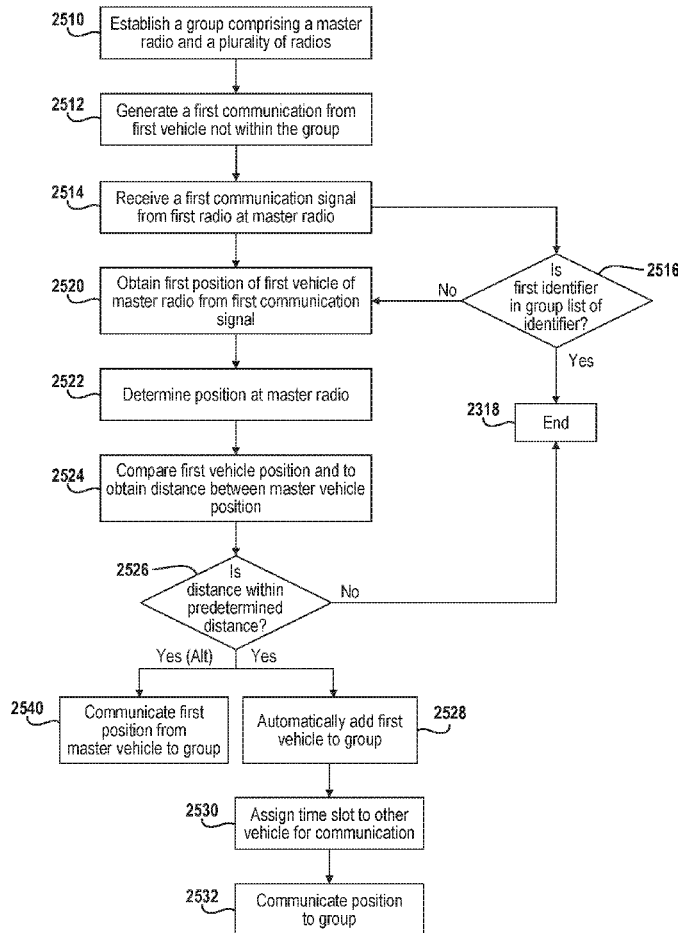 2510
Establish a group comprising a master
radio and a plurality of radios
2512
Generate a first communication from
first vehicle not within the group
2514
Receive a first communication signal
from first radio at master radio
2516
Is
first identifier
in group list of
identifier?
No
Yes
2520
Obtain first position of first vehicle of
master radio from first communication
signal
2522
Determine position at master radio
2318
End
2524
Compare first vehicle position and to
obtain distance between master vehicle
position
2526
Is
distance within
predetermined
distance?
No
Yes (Alt)
Yes
2540
Communicate first
position from
master vehicle to group
2528
Automatically add first
vehicle to group
2530
Assign time slot to other
vehicle for communication
2532
Communicate position
to group